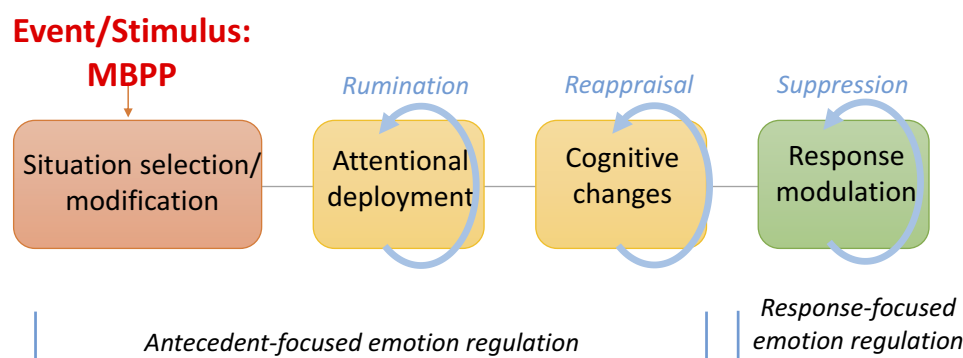 Event/Stimulus:
MBPP
Rumination
Reappraisal
Suppression
Situation selection/
modification
Attentional
deployment
Cognitive
changes
Response
modulation
Antecedent-focused emotion regulation
Response-focused
emotion regulation